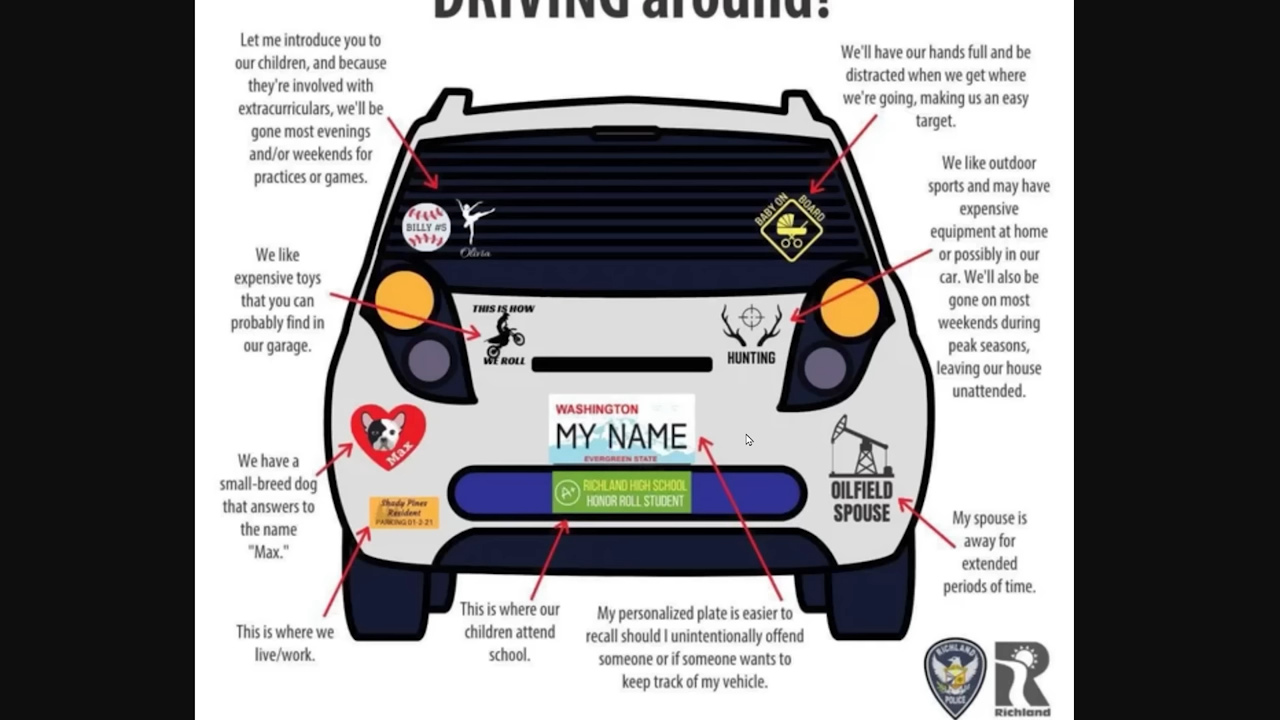 DRIVING around?
Let me introduce you to
our children, and because
they're involved with
extracurriculars, we'll be
gone most evenings
and/or weekends for
practices or games.
We'll have our hands full and be
distracted when we get where
we're going, making us an easy
target.
We like outdoor
sports and may have
expensive
equipment at home
or possibly in our
car. We'll also be
gone on most
weekends during
peak seasons,
leaving our house
unattended.
BILLY #5
Olivia
BABY ON BOARD
We like
expensive toys
that you can
probably find in
our garage.
THIS IS HOW
WE ROLL
HUNTING
WASHINGTON
MY NAME
EVERGREEN STATE
Max
A+
RICHLAND HIGH SCHOOL
HONOR ROLL STUDENT
OILFIELD
SPOUSE
We have a
small-breed dog
that answers to
the name
"Max."
Shady Pines
Resident
PARKING 01-2-21
My spouse is
away for
extended
periods of time.
This is where we
live/work.
This is where our
children attend
school.
My personalized plate is easier to
recall should I unintentionally offend
someone or if someone wants to
keep track of my vehicle.
RICHLAND
POLICE
Richland